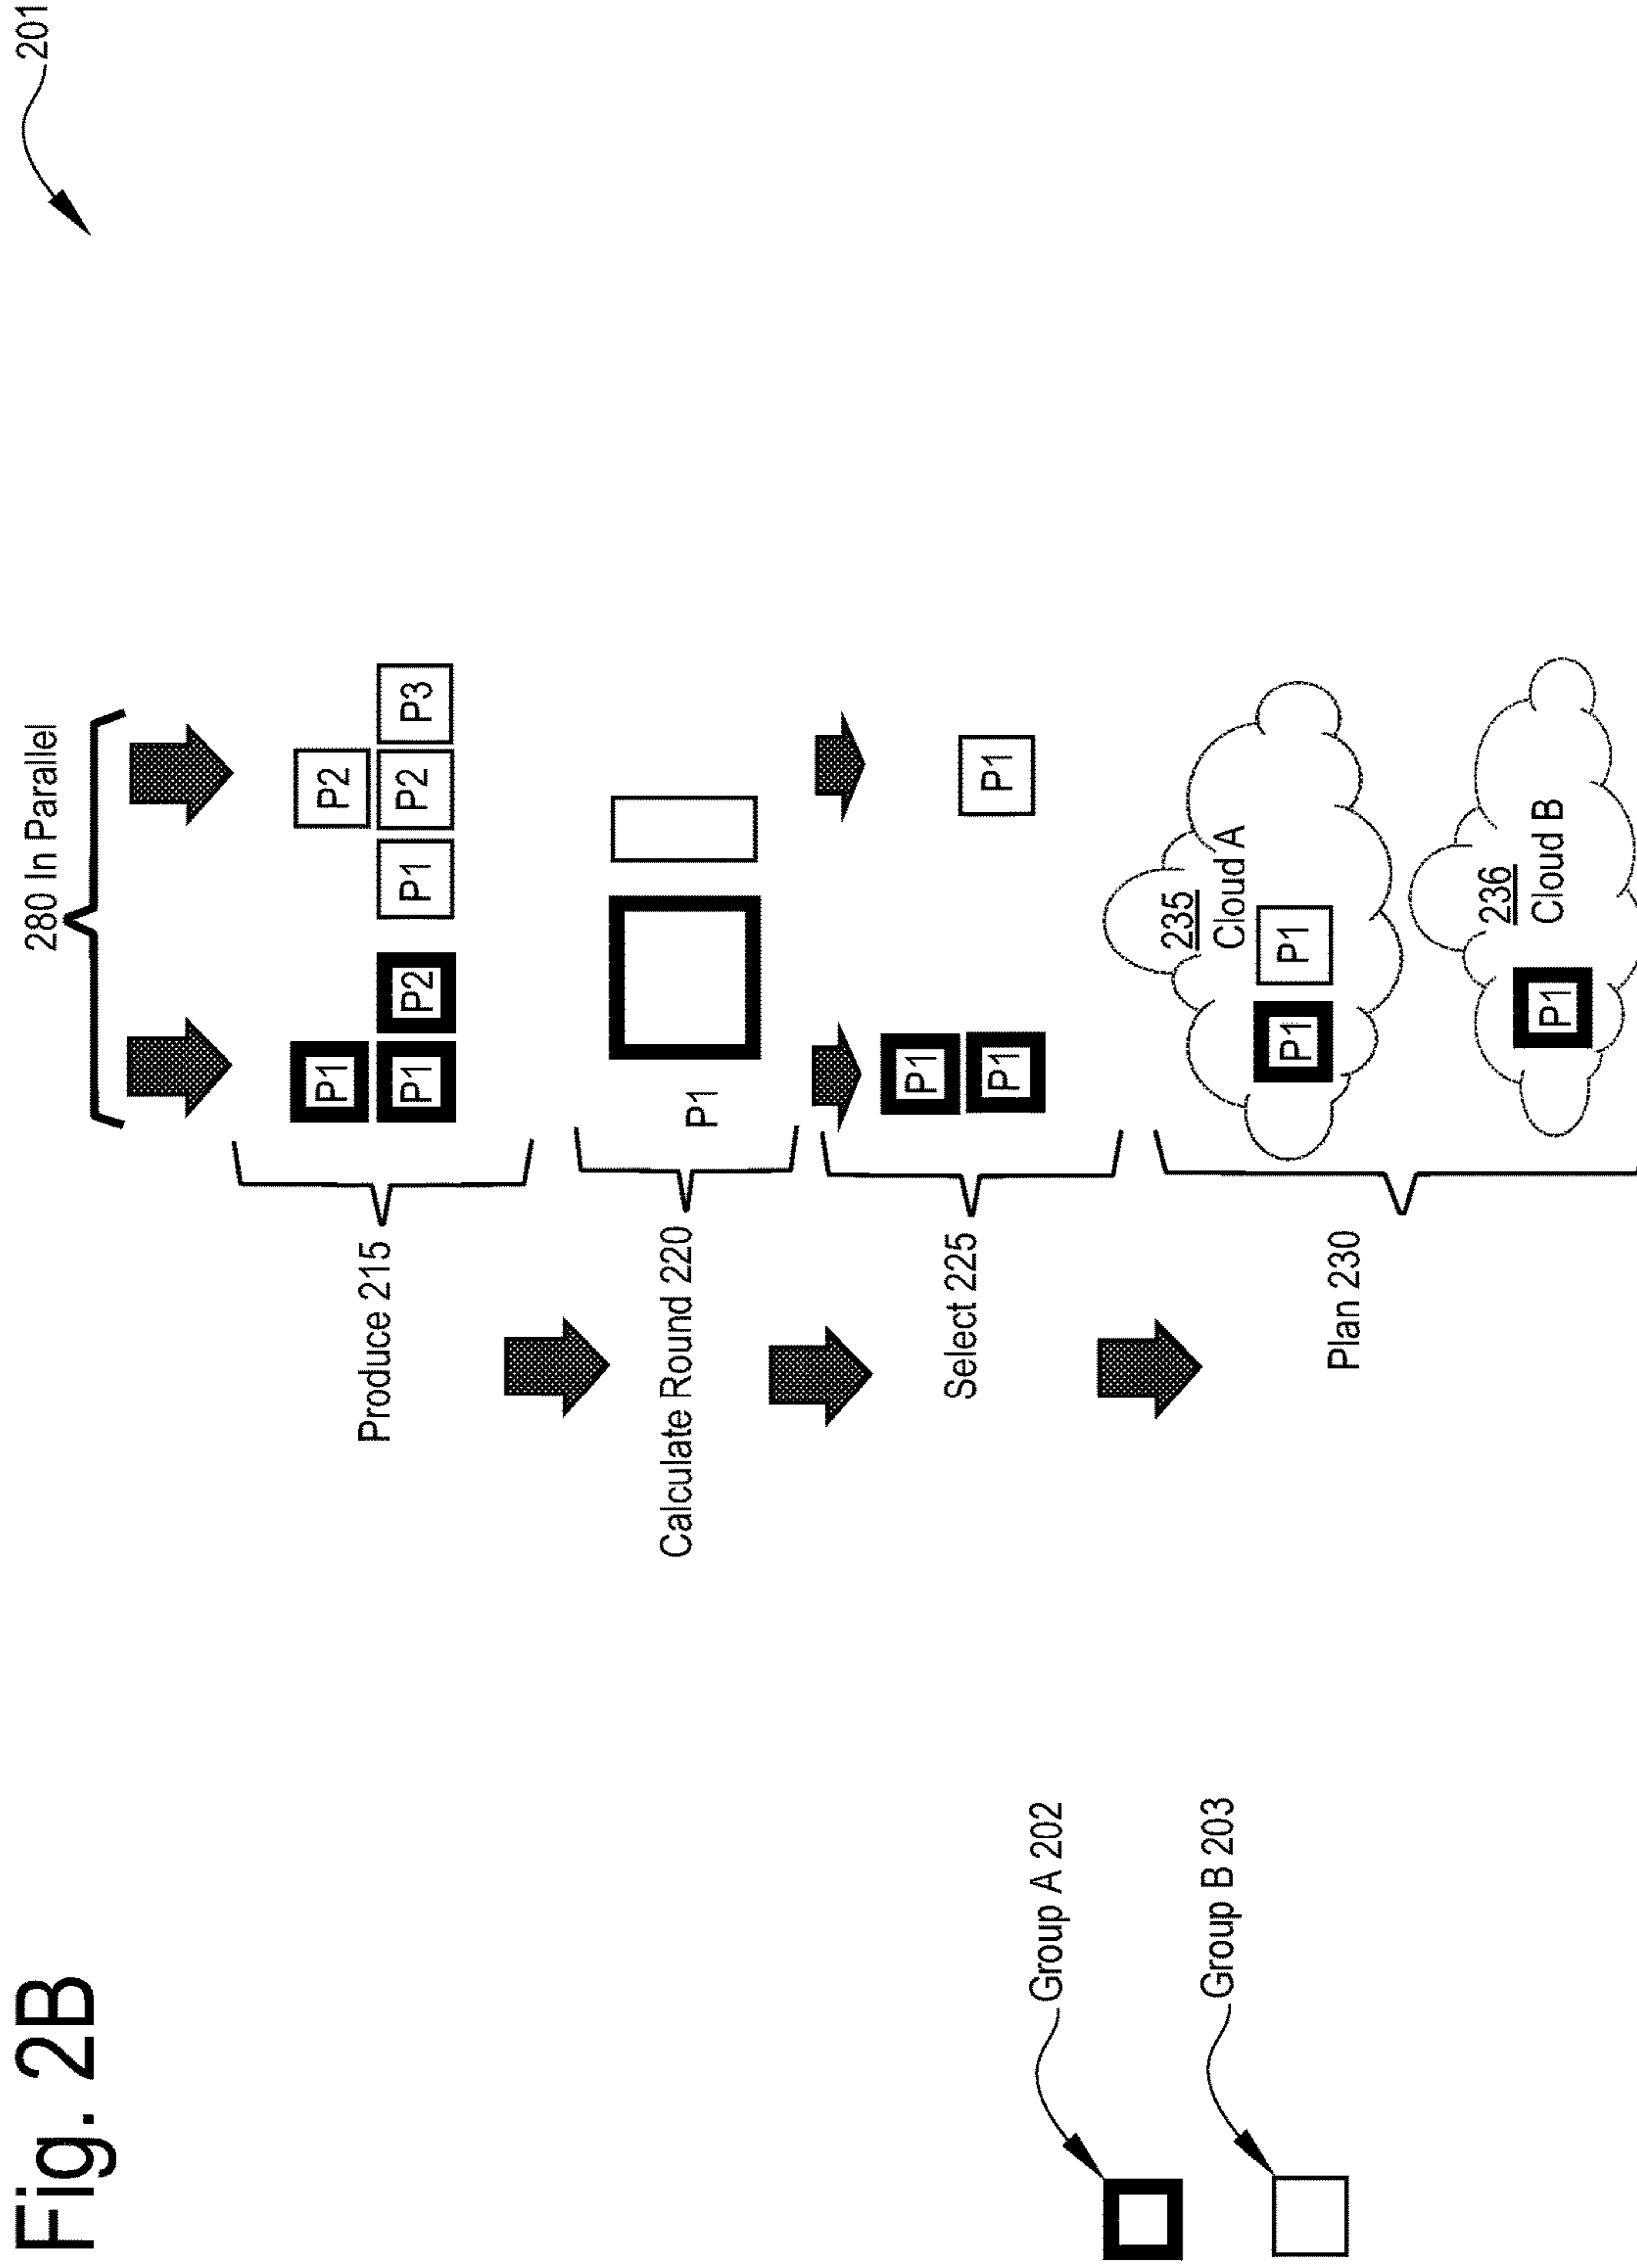 Fig. 2B
201
280 In Parallel
P1
P2
P1
P2
P1
P2
P3
Produce 215
P1
Calculate Round 220
P1
P1
P1
Select 225
235
Cloud A
P1
P1
236
Cloud B
P1
Plan 230
Group A 202
Group B 203